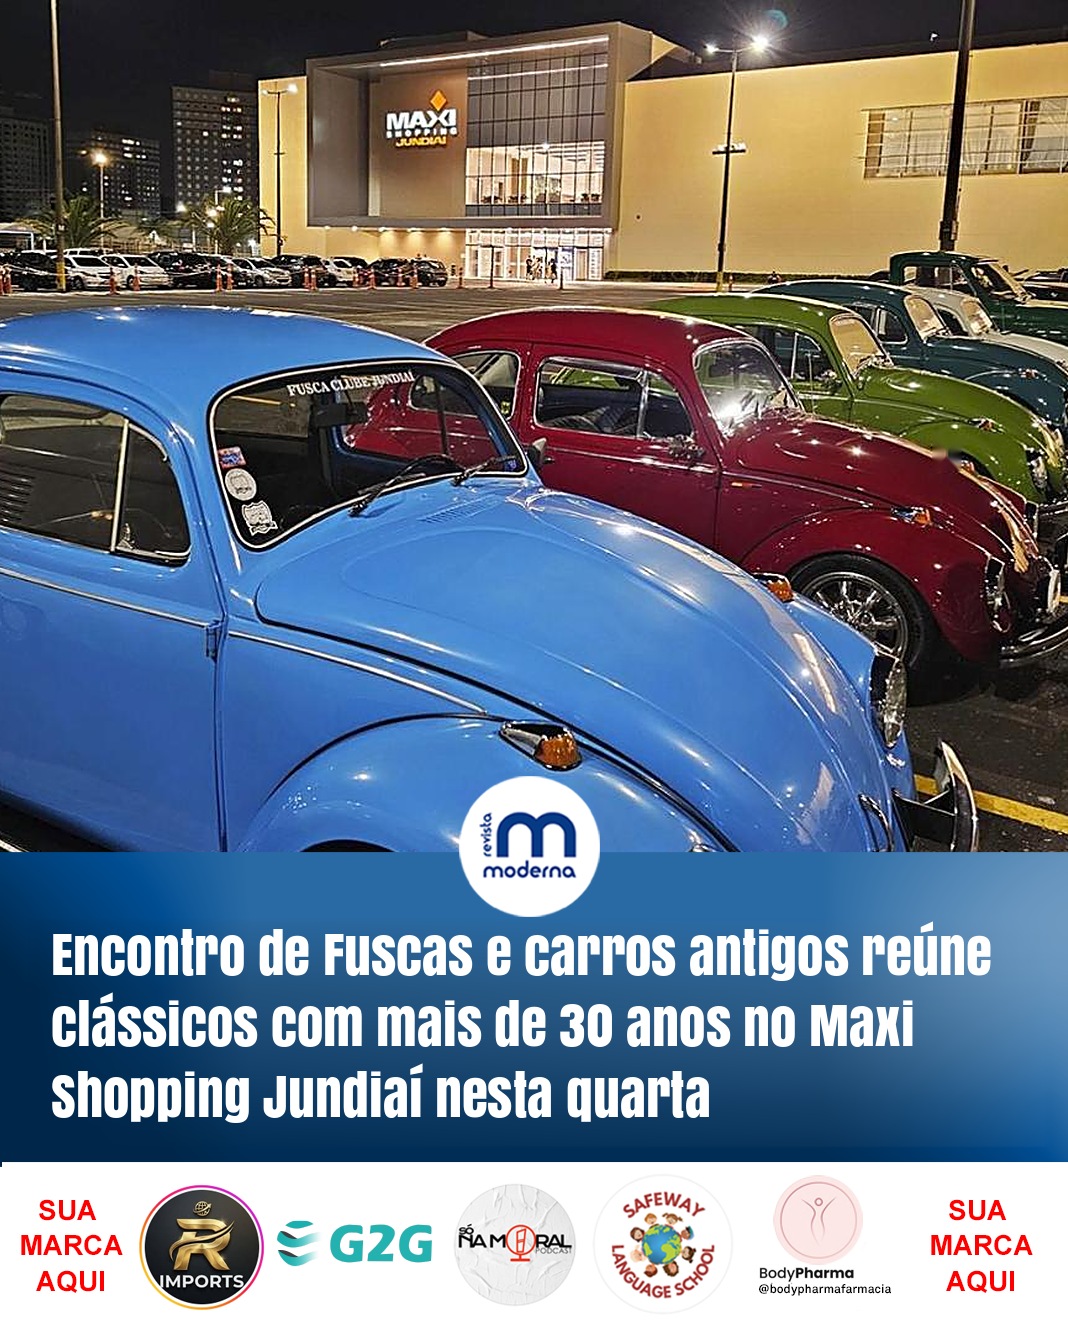 MAXI
SHOPPING
JUNDIAÍ
FUSCA CLUBE JUNDIAÍ
revista
m
moderna
Encontro de Fuscas e carros antigos reúne
clássicos com mais de 30 anos no Maxi
Shopping Jundiaí nesta quarta
SUA
MARCA
AQUI
R
IMPORTS
G2G
SÓ
NA MORAL
PODCAST
SAFEWAY
LANGUAGE SCHOOL
BodyPharma
@bodypharmafarmacia
SUA
MARCA
AQUI